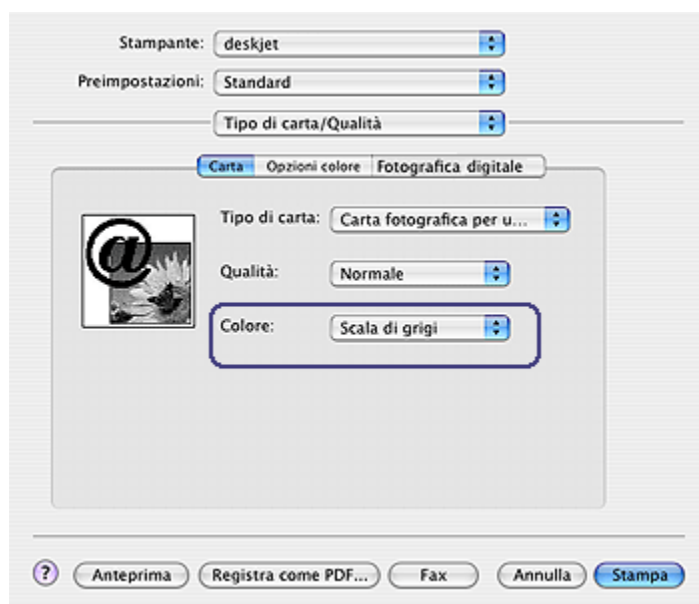 Stampante: deskjet
Preimpostazioni: Standard
Tipo di carta/Qualità
Carta Opzioni colore Fotografica digitale
@
Tipo di carta: Carta fotografica per u...
Qualità: Normale
Colore: Scala di grigi
? Anteprima Registra come PDF... Fax Annulla Stampa